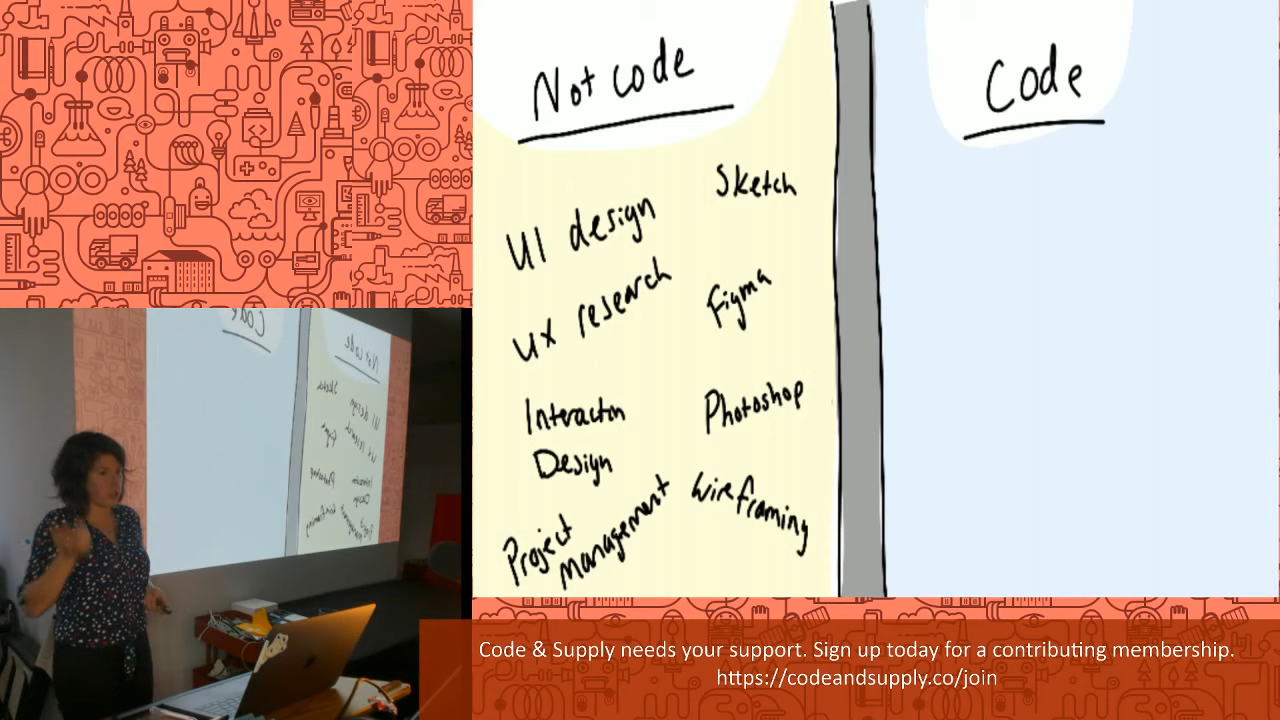 Not code
Code
UI design
UX research
Interactn
Design
Project
management
Sketch
Figma
Photoshop
Wireframing
Code & Supply needs your support. Sign up today for a contributing membership.
https://codeandsupply.co/join